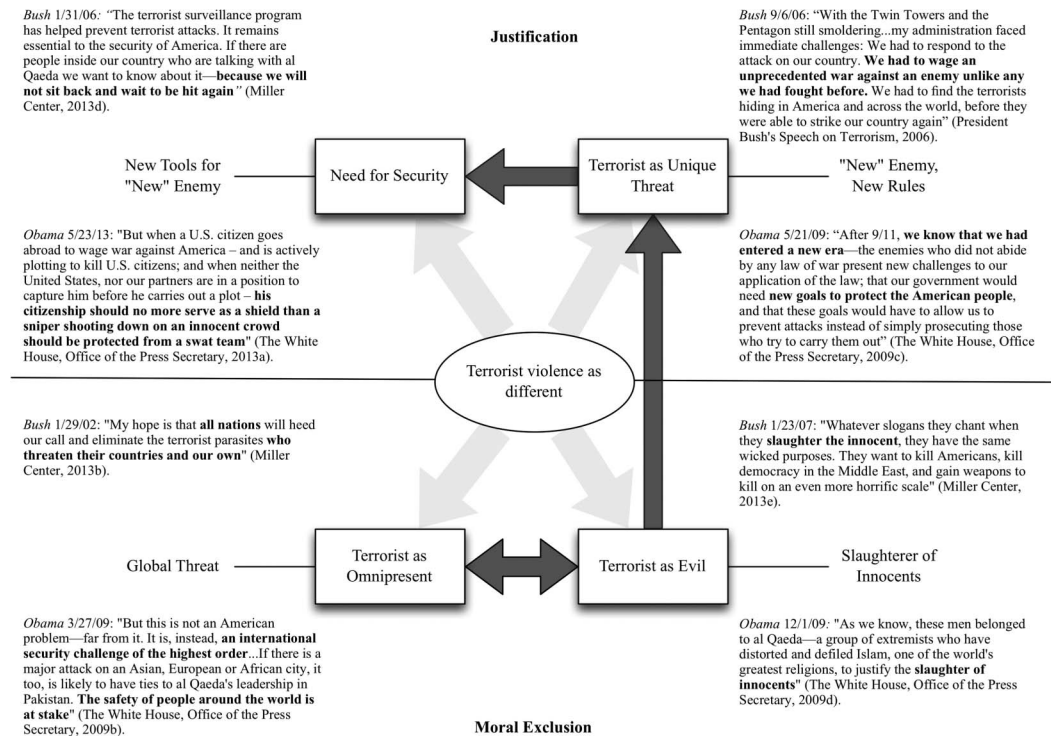 Bush 1/31/06: “The terrorist surveillance program
has helped prevent terrorist attacks. It remains
essential to the security of America. If there are
people inside our country who are talking with al
Qaeda we want to know about it—because we will
not sit back and wait to be hit again” (Miller
Center, 2013d).
Justification
Bush 9/6/06: “With the Twin Towers and the
Pentagon still smoldering...my administration faced
immediate challenges: We had to respond to the
attack on our country. We had to wage an
unprecedented war against an enemy unlike any
we had fought before. We had to find the terrorists
hiding in America and across the world, before they
were able to strike our country again” (President
Bush's Speech on Terrorism, 2006).
New Tools for
"New" Enemy
Need for Security
Terrorist as Unique
Threat
"New" Enemy,
New Rules
Obama 5/23/13: "But when a U.S. citizen goes
abroad to wage war against America – and is actively
plotting to kill U.S. citizens; and when neither the
United States, nor our partners are in a position to
capture him before he carries out a plot – his
citizenship should no more serve as a shield than a
sniper shooting down on an innocent crowd
should be protected from a swat team" (The White
House, Office of the Press Secretary, 2013a).
Obama 5/21/09: “After 9/11, we know that we had
entered a new era—the enemies who did not abide
by any law of war present new challenges to our
application of the law; that our government would
need new goals to protect the American people,
and that these goals would have to allow us to
prevent attacks instead of simply prosecuting those
who try to carry them out” (The White House, Office
of the Press Secretary, 2009c).
Terrorist violence as
different
Bush 1/29/02: "My hope is that all nations will heed
our call and eliminate the terrorist parasites who
threaten their countries and our own" (Miller
Center, 2013b).
Bush 1/23/07: "Whatever slogans they chant when
they slaughter the innocent, they have the same
wicked purposes. They want to kill Americans, kill
democracy in the Middle East, and gain weapons to
kill on an even more horrific scale" (Miller Center,
2013e).
Global Threat
Terrorist as
Omnipresent
Terrorist as Evil
Slaughterer of
Innocents
Obama 3/27/09: "But this is not an American
problem—far from it. It is, instead, an international
security challenge of the highest order...If there is a
major attack on an Asian, European or African city, it
too, is likely to have ties to al Qaeda's leadership in
Pakistan. The safety of people around the world is
at stake" (The White House, Office of the Press
Secretary, 2009b).
Obama 12/1/09: "As we know, these men belonged
to al Qaeda—a group of extremists who have
distorted and defiled Islam, one of the world's
greatest religions, to justify the slaughter of
innocents" (The White House, Office of the Press
Secretary, 2009d).
Moral Exclusion